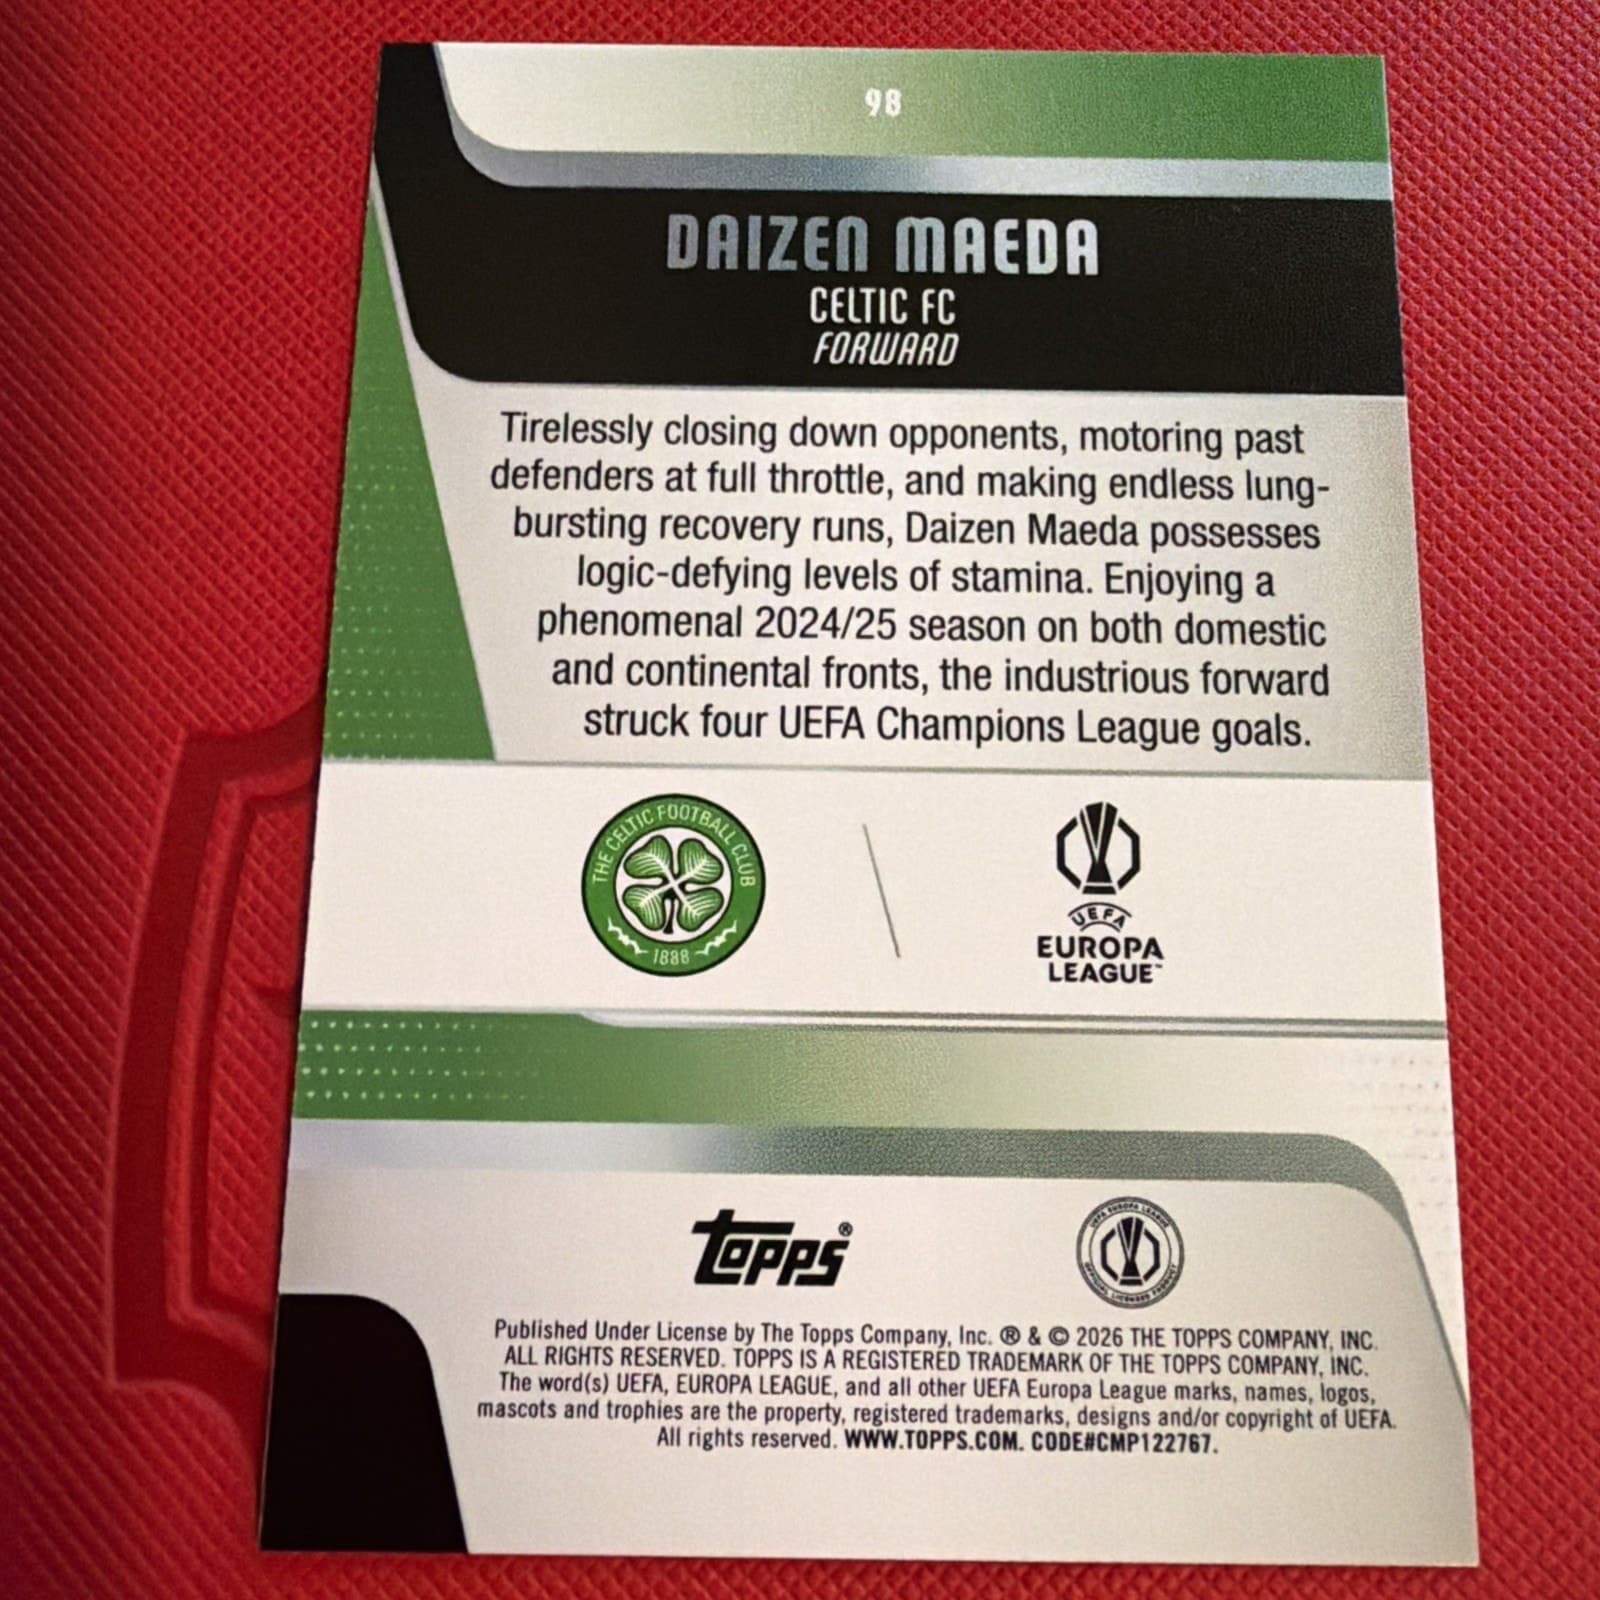 98
DAIZEN MAEDA
CELTIC FC
FORWARD
Tirelessly closing down opponents, motoring past
defenders at full throttle, and making endless lung-
bursting recovery runs, Daizen Maeda possesses
logic-defying levels of stamina. Enjoying a
phenomenal 2024/25 season on both domestic
and continental fronts, the industrious forward
struck four UEFA Champions League goals.
THE CELTIC FOOTBALL CLUB
1888
UEFA
EUROPA
LEAGUE™
topps®
UEFA EUROPA LEAGUE
OFFICIAL LICENSED PRODUCT
Published Under License by The Topps Company, Inc. ® & © 2026 THE TOPPS COMPANY, INC.
ALL RIGHTS RESERVED. TOPPS IS A REGISTERED TRADEMARK OF THE TOPPS COMPANY, INC.
The word(s) UEFA, EUROPA LEAGUE, and all other UEFA Europa League marks, names, logos,
mascots and trophies are the property, registered trademarks, designs and/or copyright of UEFA.
All rights reserved. WWW.TOPPS.COM. CODE#CMP122767.